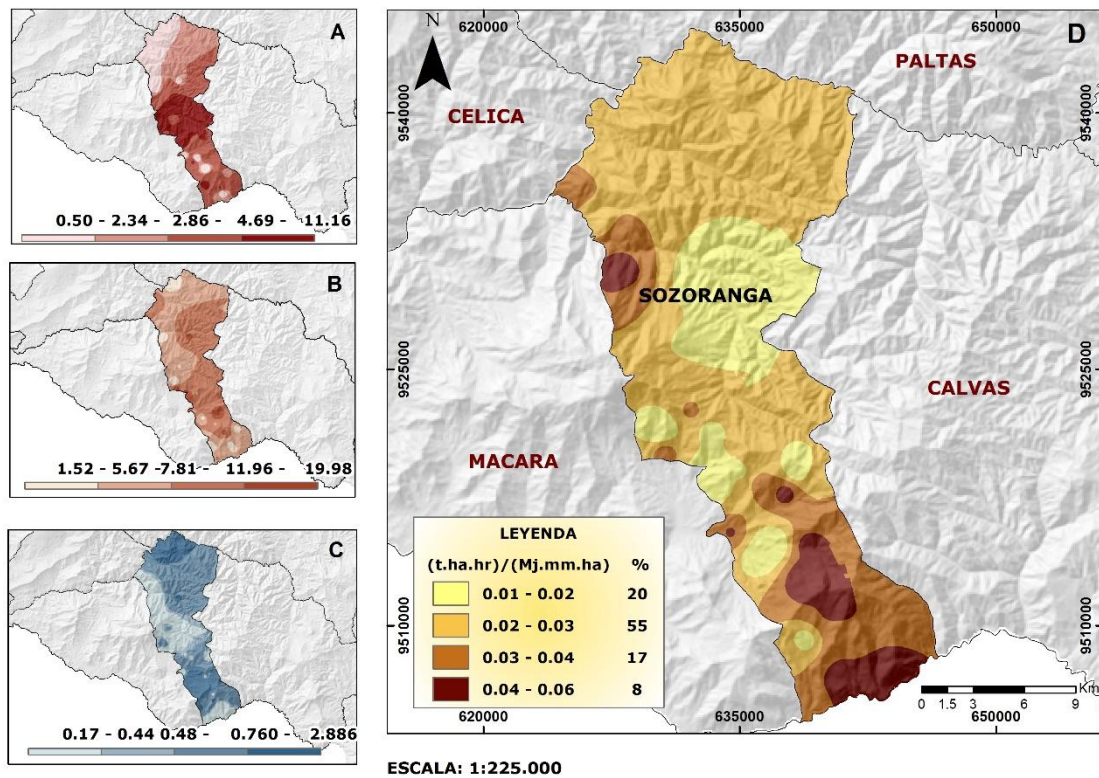 A
0.50 - 2.34 - 2.86 - 4.69 - 11.16
B
1.52 - 5.67 -7.81 - 11.96 - 19.98
C
0.17 - 0.44 0.48- 0.760 - 2.886
N
620000 635000 650000
D
PALTAS
CELICA
9540000 9540000
SOZORANGA
9525000 9525000
CALVAS
MACARA
LEYENDA
(t.ha.hr)/(Mj.mm.ha) %
0.01 - 0.02 20
0.02 - 0.03 55
0.03 - 0.04 17
0.04 - 0.06 8
9510000 9510000
Km
0 1.5 3 6 9
620000 635000 650000
ESCALA: 1:225.000